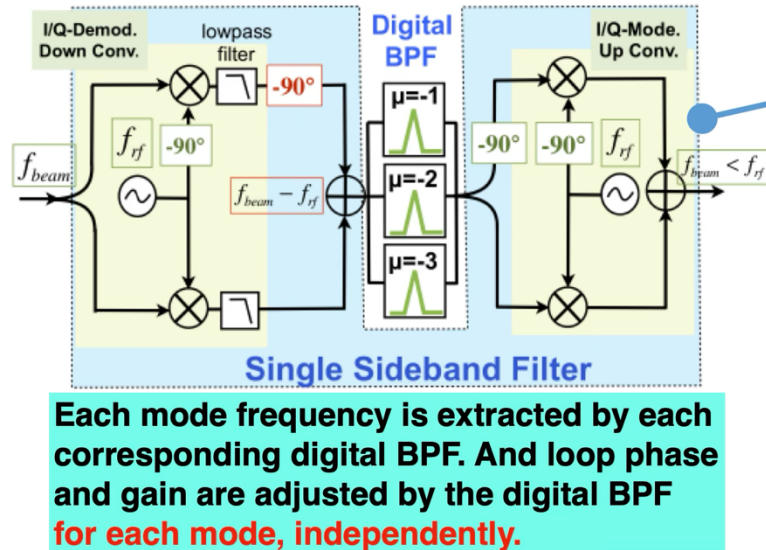 I/Q-Demod.
Down Conv.
lowpass
filter
Digital
BPF
I/Q-Mode.
Up Conv.
-90°
μ=-1
f_rf
-90°
-90°
-90°
f_rf
f_beam
f_beam < f_rf
f_beam − f_rf
μ=-2
μ=-3
Single Sideband Filter
Each mode frequency is extracted by each
corresponding digital BPF. And loop phase
and gain are adjusted by the digital BPF
for each mode, independently.